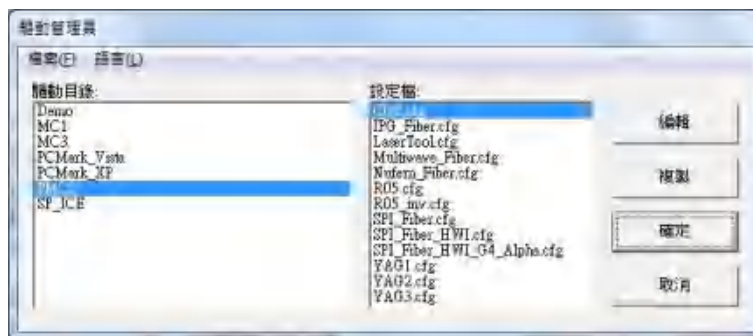 驅動管理員
檔案(F) 語言(L)
驅動目錄:
Demo
MC1
MC3
PCMark_Vista
PCMark_XP
SP_ICE
設定檔:
IPG_Fiber.cfg
LaserTool.cfg
Multiwave_Fiber.cfg
Nufern_Fiber.cfg
R05.cfg
R05_inv.cfg
SPI_Fiber.cfg
SPI_Fiber_HWI.cfg
SPI_Fiber_HWI_G4_Alpha.cfg
YAG1.cfg
YAG2.cfg
YAG3.cfg
編輯
複製
確定
取消